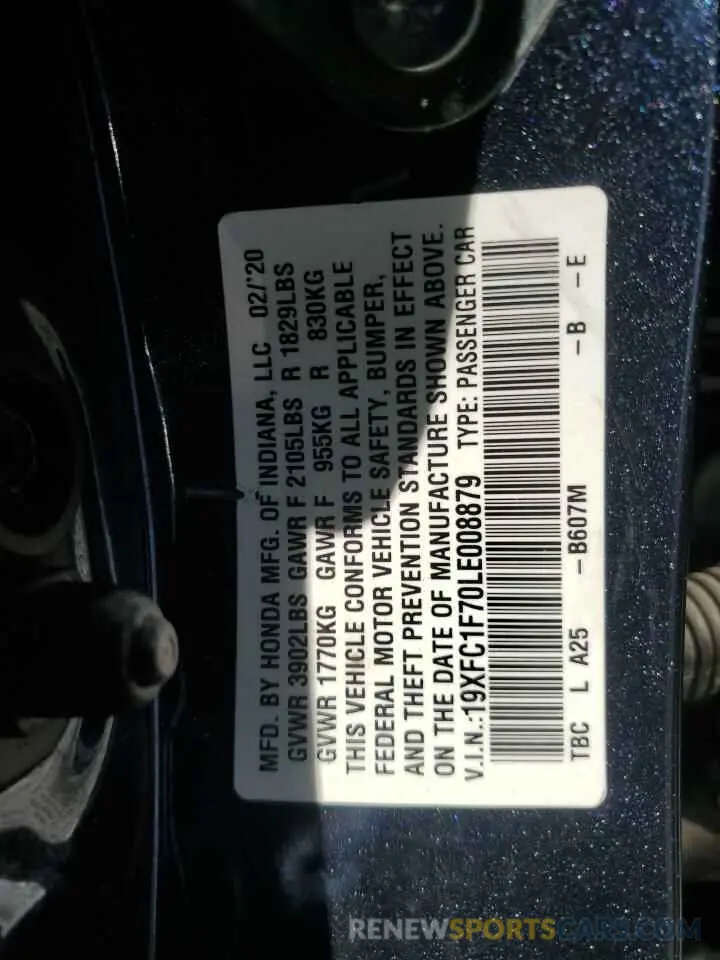 MFD. BY HONDA MFG. OF INDIANA, LLC 02/'20
GVWR 3902LBS GAWR F 2105LBS R 1829LBS
GVWR 1770KG GAWR F 955KG R 830KG
THIS VEHICLE CONFORMS TO ALL APPLICABLE
FEDERAL MOTOR VEHICLE SAFETY, BUMPER,
AND THEFT PREVENTION STANDARDS IN EFFECT
ON THE DATE OF MANUFACTURE SHOWN ABOVE.
V.I.N.:19XFC1F70LE008879 TYPE: PASSENGER CAR
TBC L A25 -B607M -B -E
RENEWSPORTSCARS.COM